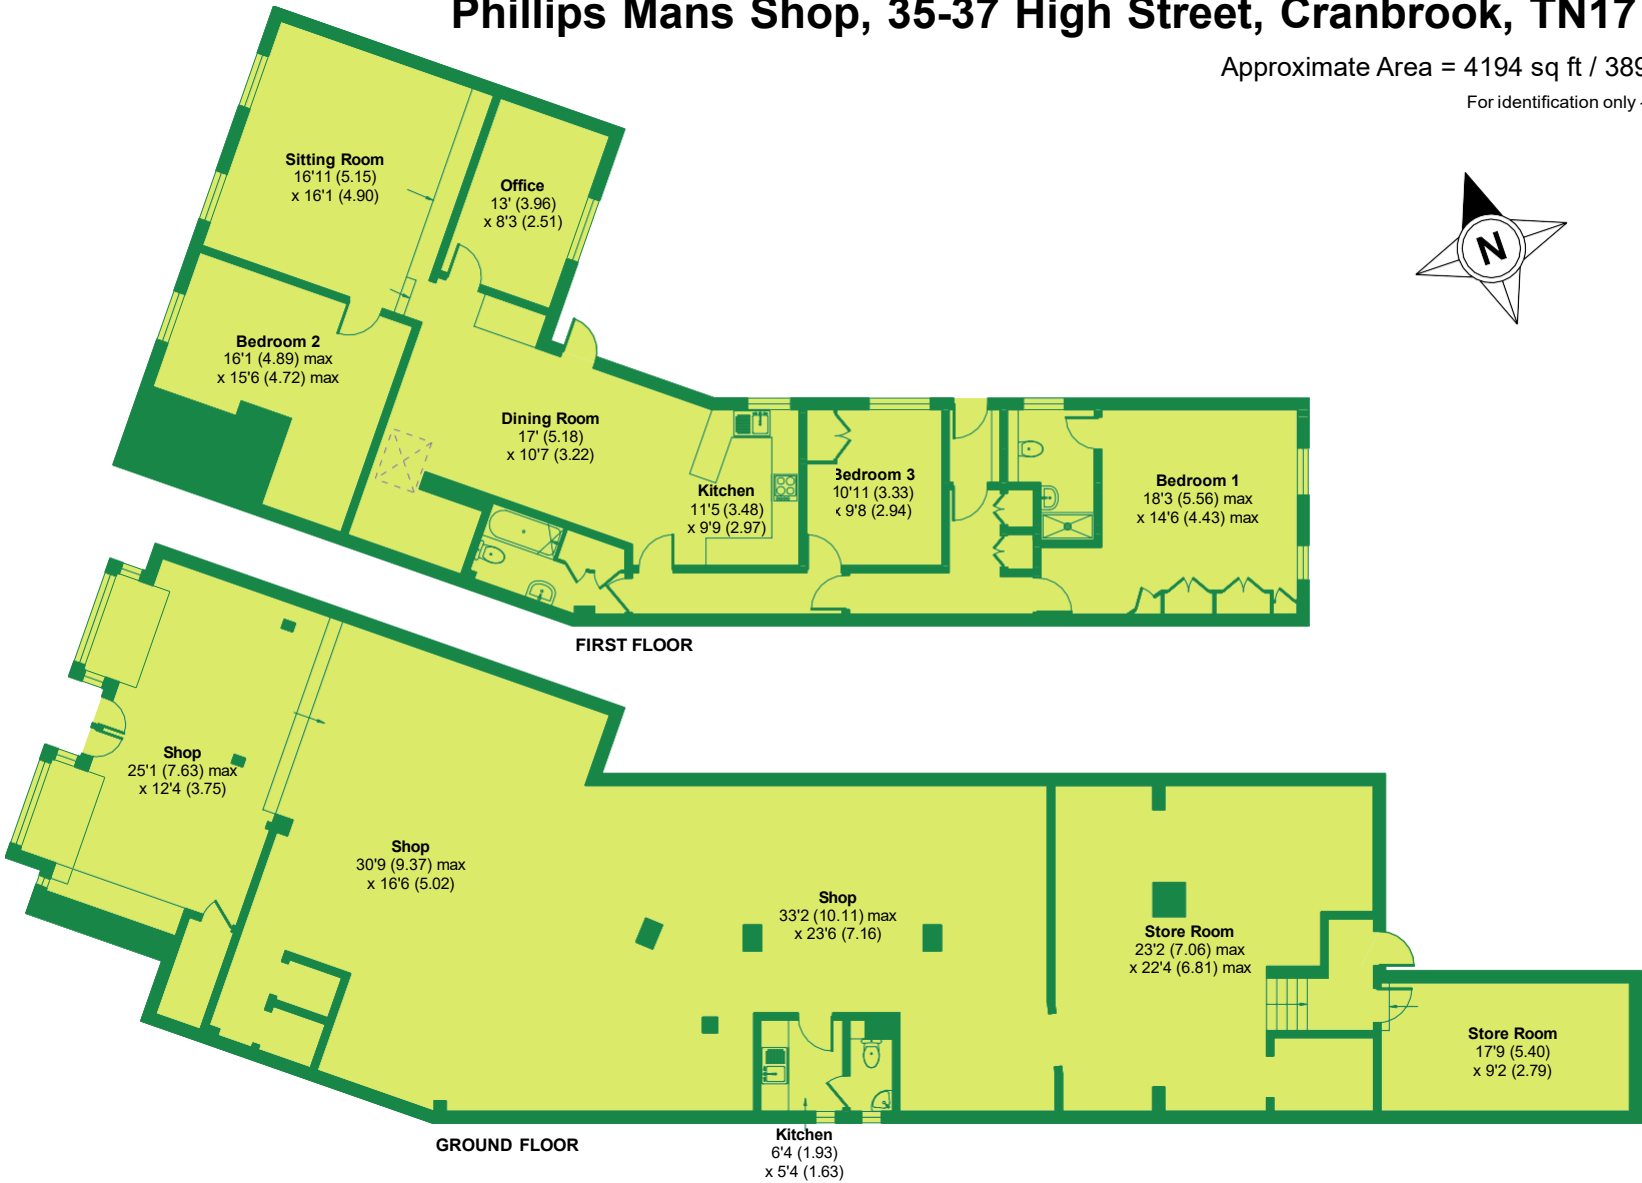 Phillips Mans Shop, 35-37 High Street, Cranbrook, TN17
Approximate Area = 4194 sq ft / 389
For identification only -
N
Sitting Room
16'11 (5.15)
x 16'1 (4.90)
Office
13' (3.96)
x 8'3 (2.51)
Bedroom 2
16'1 (4.89) max
x 15'6 (4.72) max
Dining Room
17' (5.18)
x 10'7 (3.22)
Kitchen
11'5 (3.48)
x 9'9 (2.97)
Bedroom 3
10'11 (3.33)
x 9'8 (2.94)
Bedroom 1
18'3 (5.56) max
x 14'6 (4.43) max
FIRST FLOOR
Shop
25'1 (7.63) max
x 12'4 (3.75)
Shop
30'9 (9.37) max
x 16'6 (5.02)
Shop
33'2 (10.11) max
x 23'6 (7.16)
Store Room
23'2 (7.06) max
x 22'4 (6.81) max
Store Room
17'9 (5.40)
x 9'2 (2.79)
Kitchen
6'4 (1.93)
x 5'4 (1.63)
GROUND FLOOR